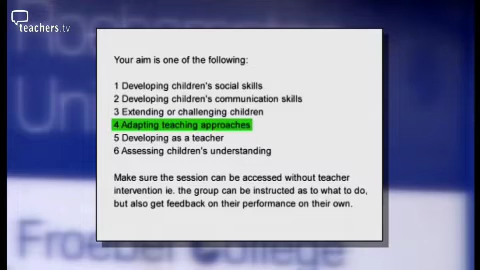 teachers.tv
Your aim is one of the following:
1 Developing children's social skills
2 Developing children's communication skills
3 Extending or challenging children
4 Adapting teaching approaches
5 Developing as a teacher
6 Assessing children's understanding
Make sure the session can be accessed without teacher
intervention ie. the group can be instructed as to what to do,
but also get feedback on their performance on their own.
Froebel College